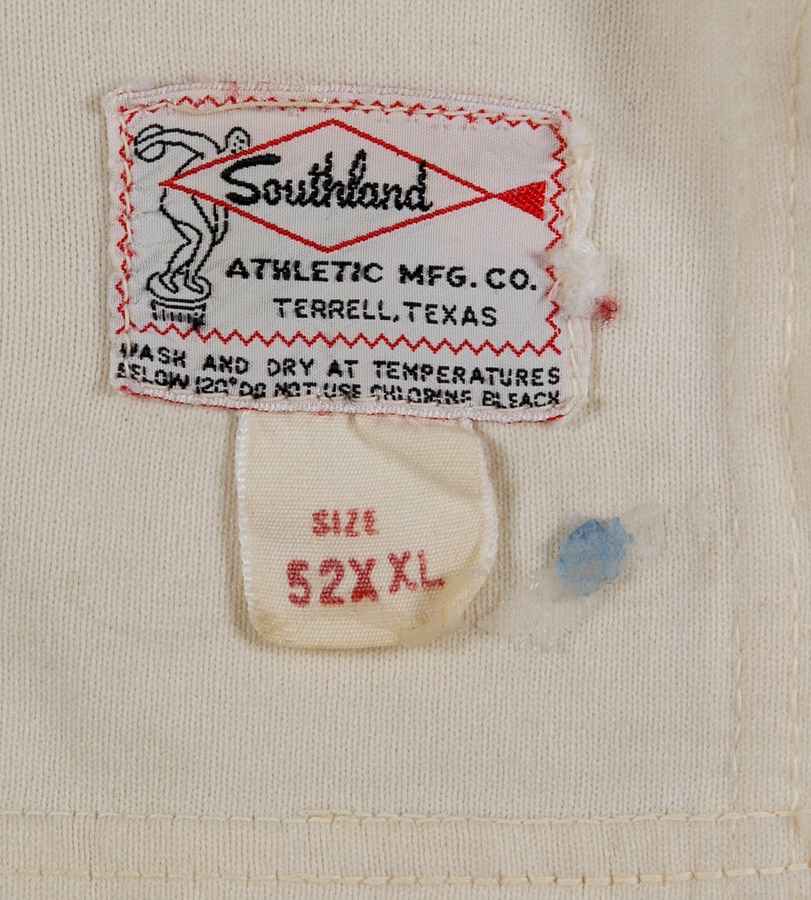 Southland
ATHLETIC MFG. CO.
TERRELL, TEXAS
WASH AND DRY AT TEMPERATURES
BELOW 120° DO NOT USE CHLORINE BLEACH
SIZE
52XXL